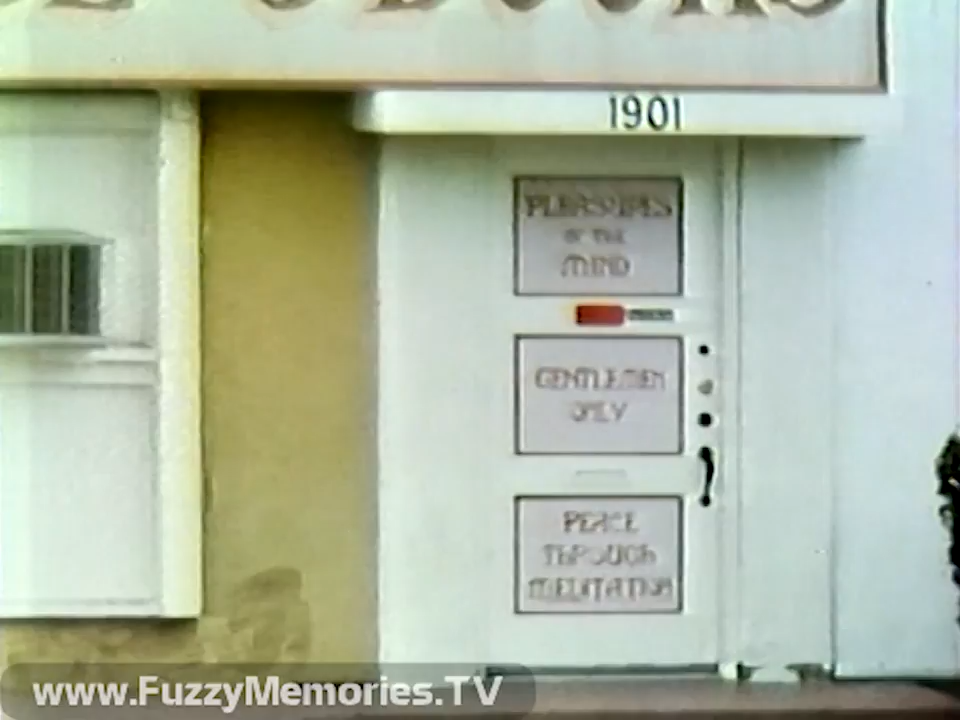 1901
PLEASURES
OF THE
MIND
GENTLEMEN
ONLY
PEACE
THROUGH
MEDITATION
www.FuzzyMemories.TV